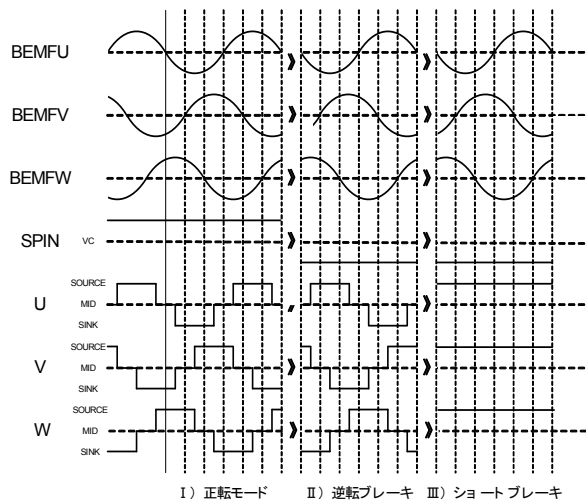 BEMFU
BEMFV
BEMFW
SPIN VC
SOURCE
U MID
SINK
SOURCE
V MID
SINK
SOURCE
W MID
SINK
Ⅰ）正転モード Ⅱ）逆転ブレーキ Ⅲ）ショートブレーキ